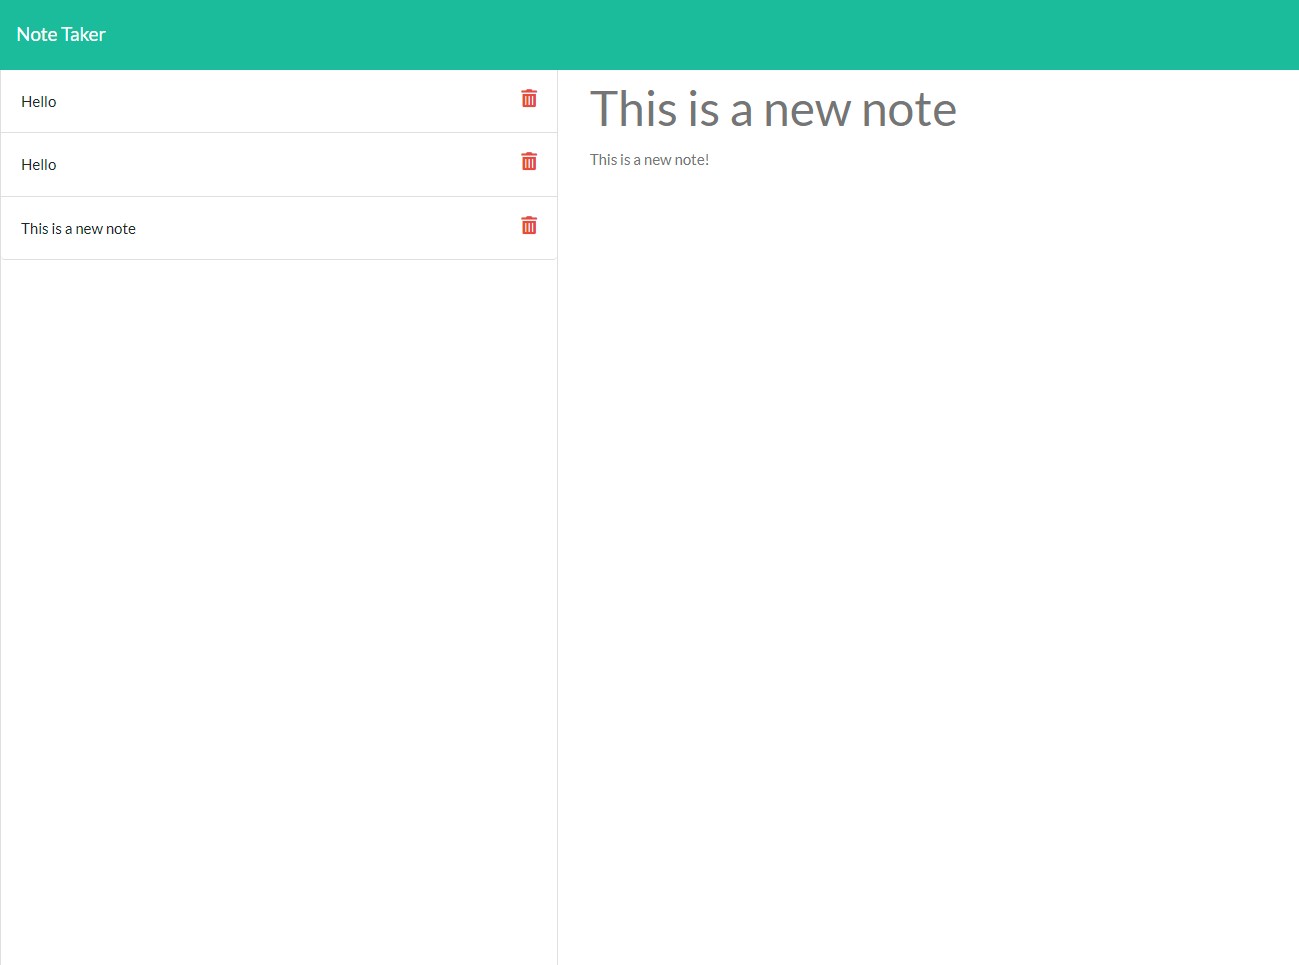 Note Taker
Hello
Hello
This is a new note
This is a new note
This is a new note!